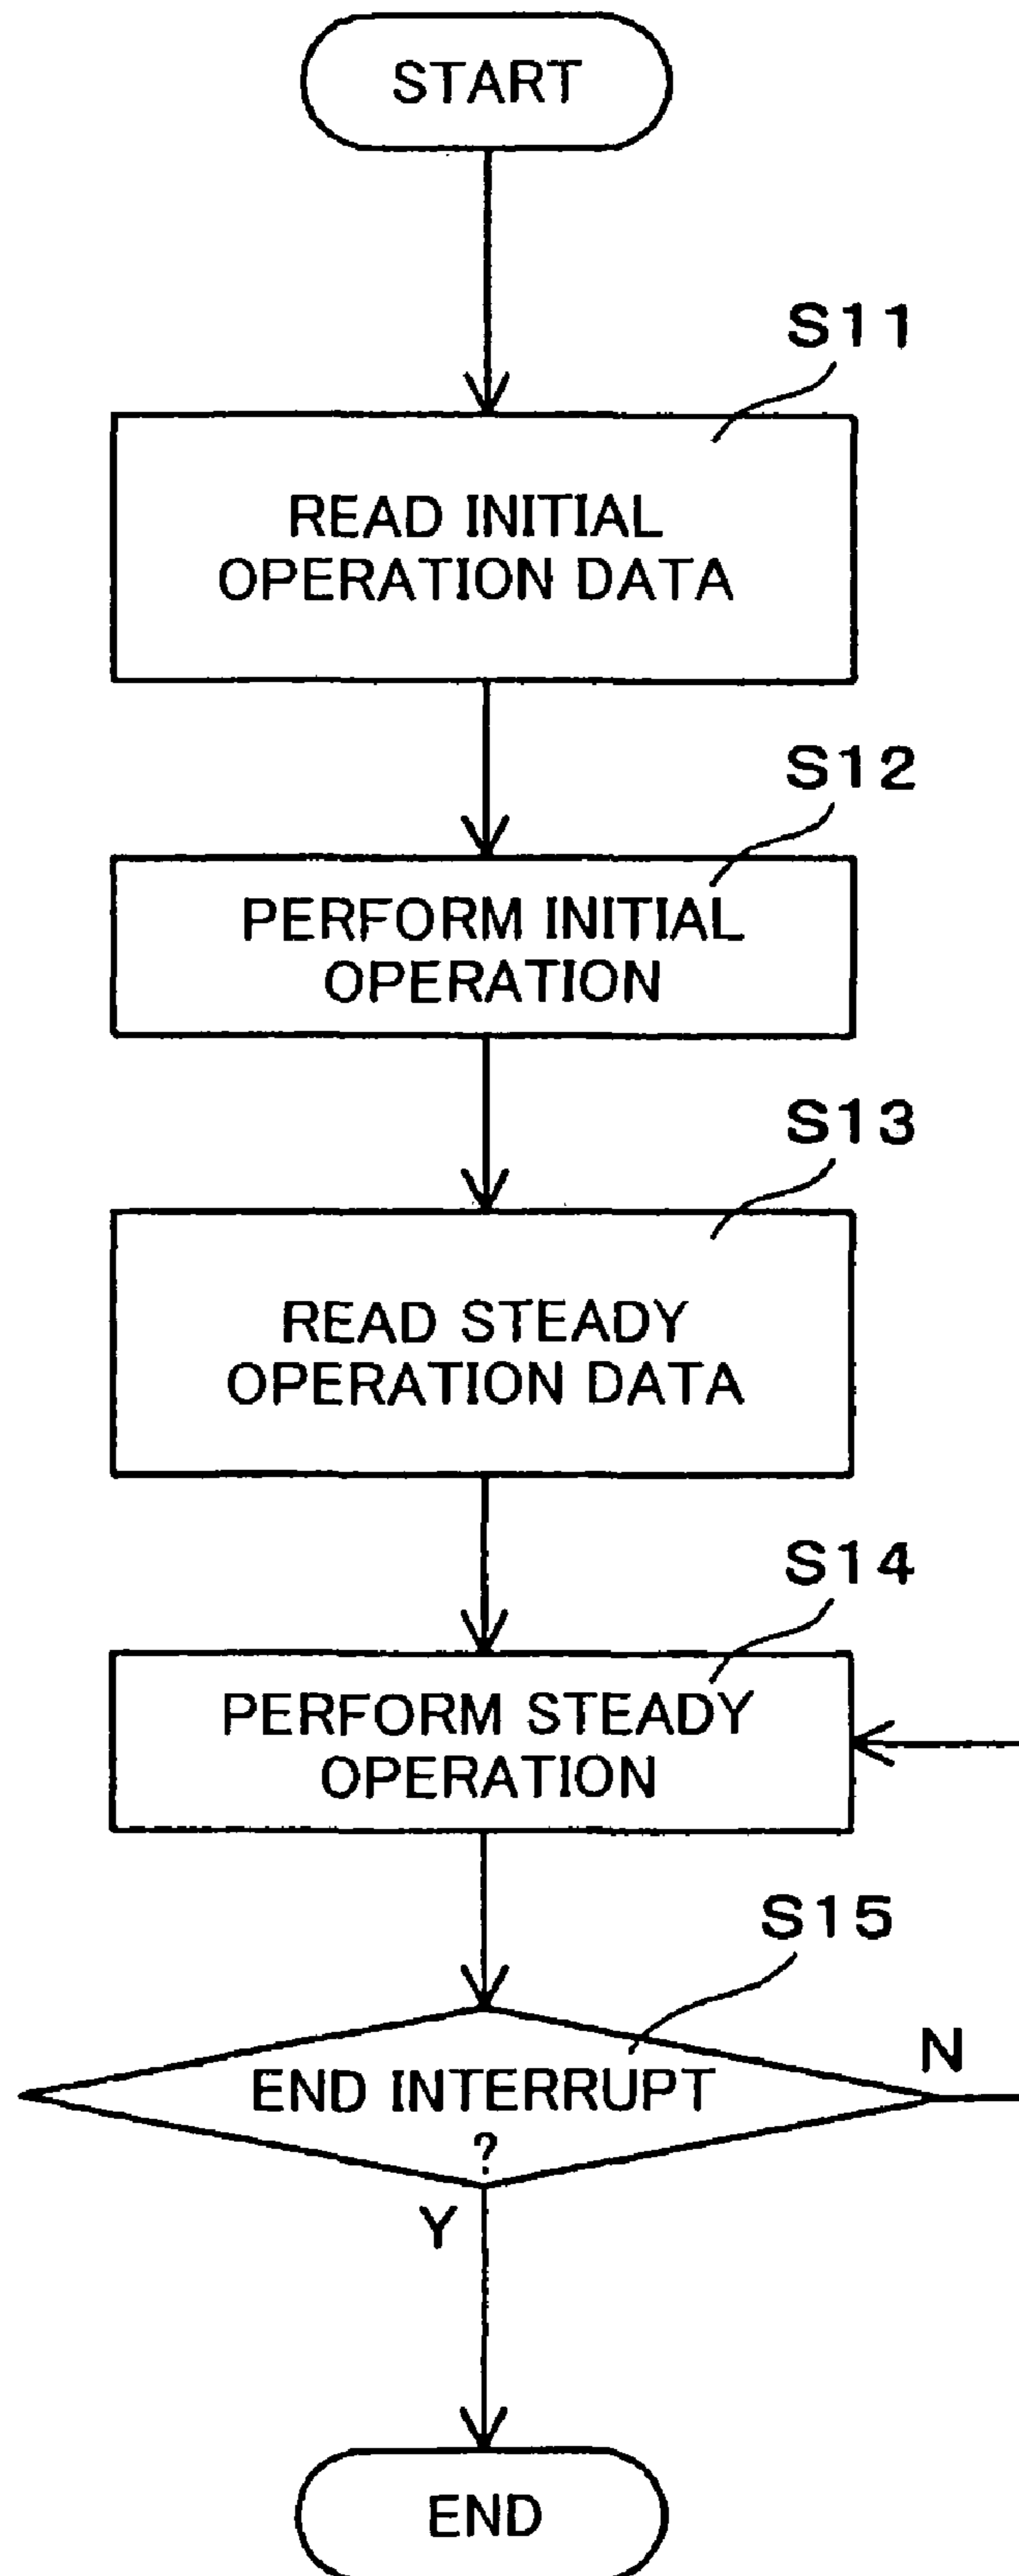 START
S11
READ INITIAL
OPERATION DATA
S12
PERFORM INITIAL
OPERATION
S13
READ STEADY
OPERATION DATA
S14
PERFORM STEADY
OPERATION
S15
END INTERRUPT
?
N
Y
END